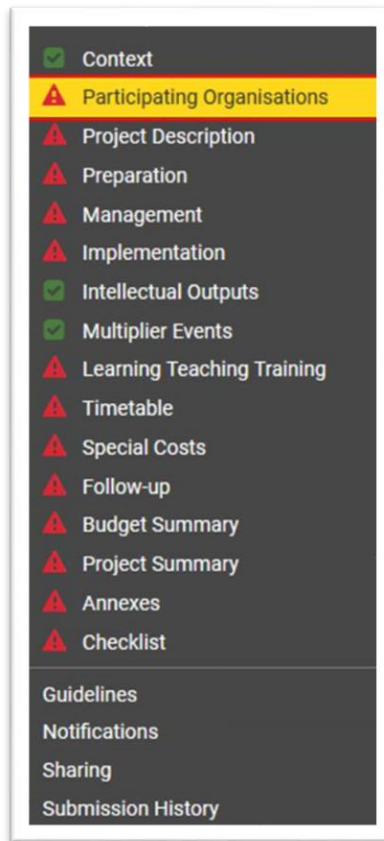 Context
Participating Organisations
Project Description
Preparation
Management
Implementation
Intellectual Outputs
Multiplier Events
Learning Teaching Training
Timetable
Special Costs
Follow-up
Budget Summary
Project Summary
Annexes
Checklist
Guidelines
Notifications
Sharing
Submission History